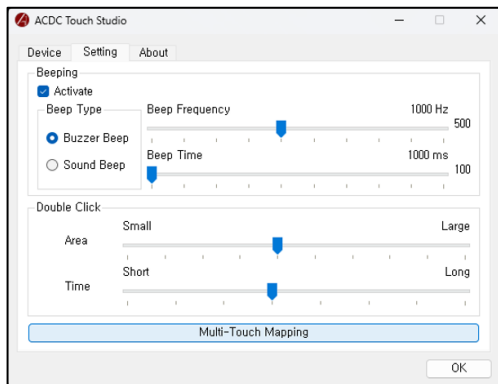 ACDC Touch Studio
Device Setting About
Beeping
Activate
Beep Type
Buzzer Beep
Sound Beep
Beep Frequency 1000 Hz
500
Beep Time 1000 ms
100
Double Click
Small Large
Area
Short Long
Time
Multi-Touch Mapping
OK